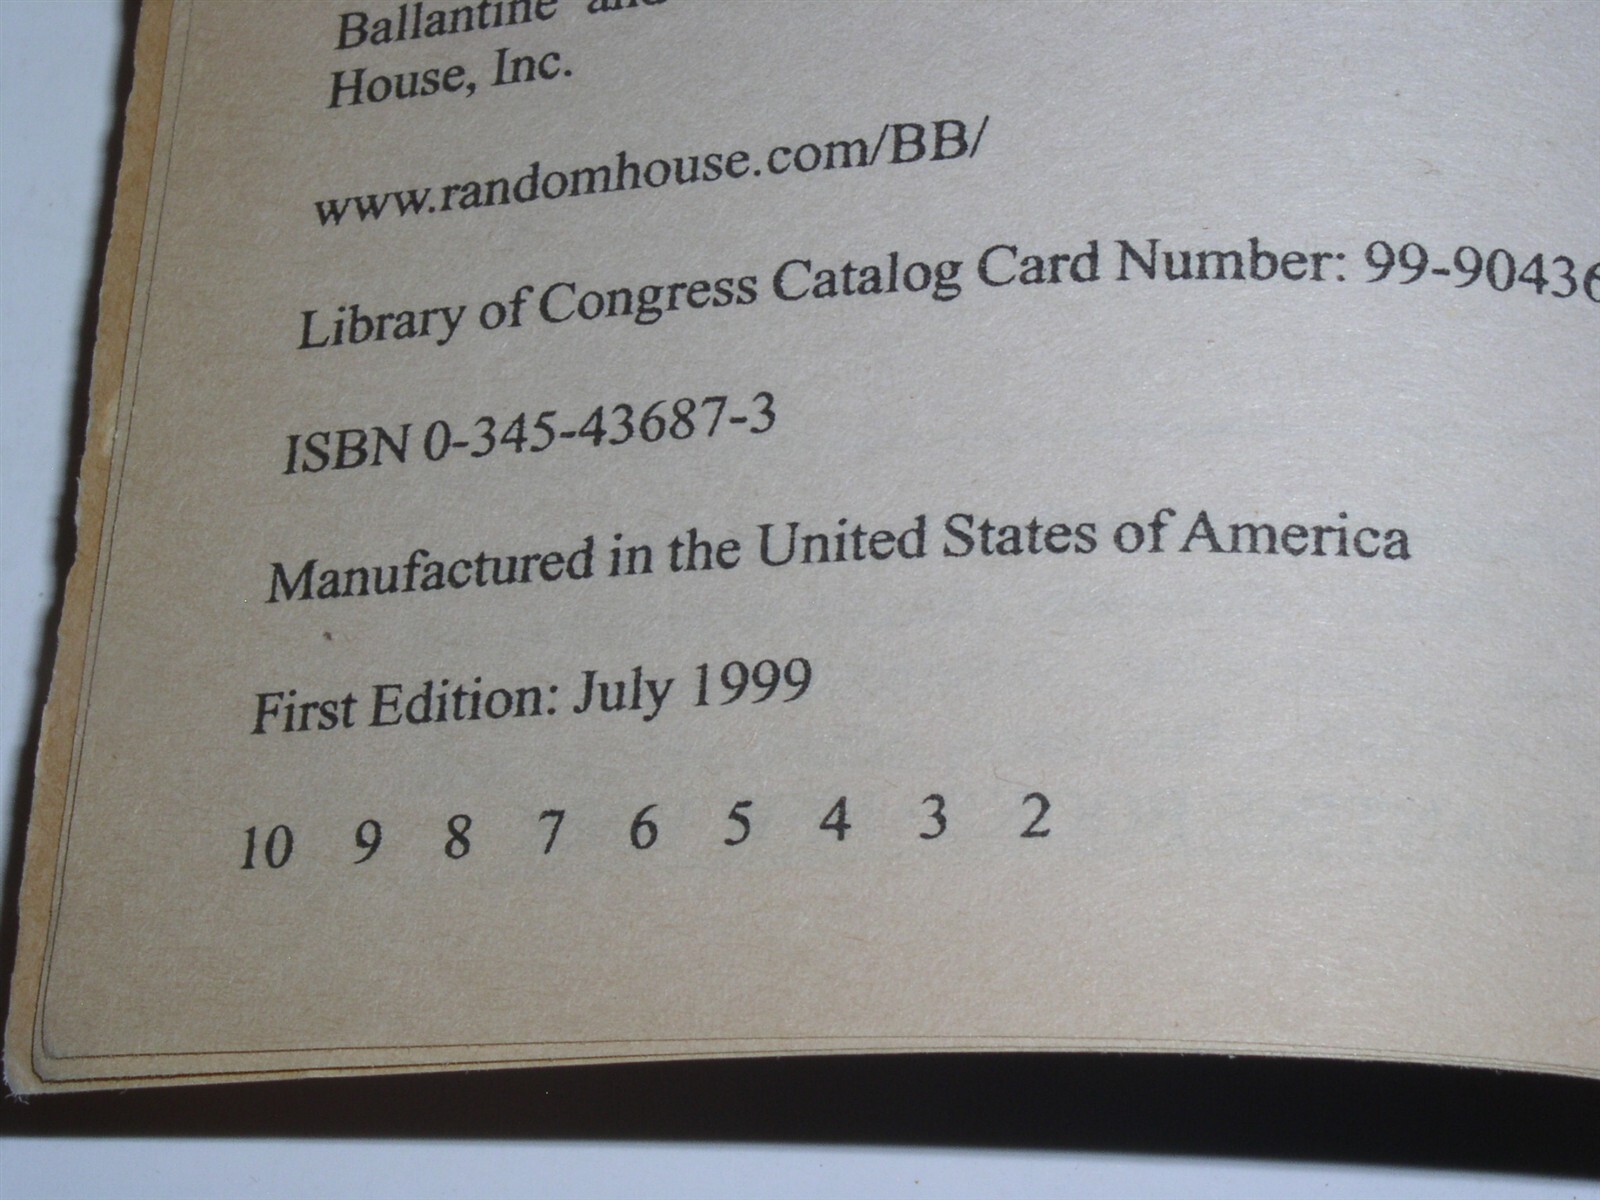 Ballantine and
House, Inc.
www.randomhouse.com/BB/
Library of Congress Catalog Card Number: 99-90436
ISBN 0-345-43687-3
Manufactured in the United States of America
First Edition: July 1999
10 9 8 7 6 5 4 3 2